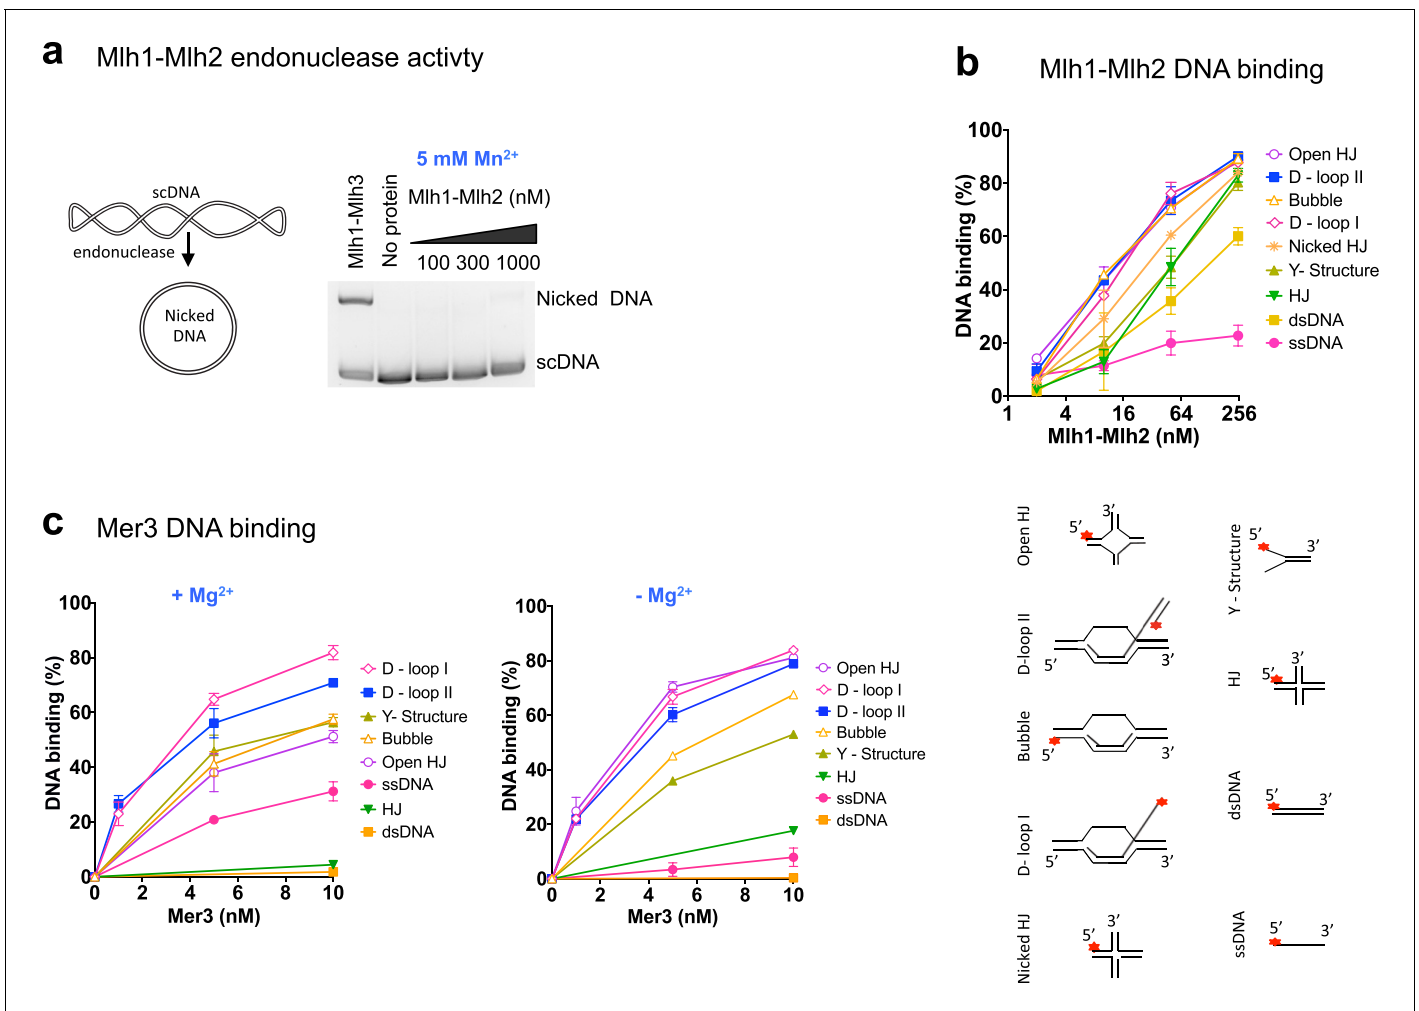 a Mlh1-Mlh2 endonuclease activty
scDNA
endonuclease
Nicked
DNA
5 mM Mn2+
Mlh1-Mlh3
No protein
Mlh1-Mlh2 (nM)
100 300 1000
Nicked DNA
scDNA
b Mlh1-Mlh2 DNA binding
DNA binding (%)
100
80
60
40
20
0
1 4 16 64 256
Mlh1-Mlh2 (nM)
Open HJ
D - loop II
Bubble
D - loop I
Nicked HJ
Y- Structure
HJ
dsDNA
ssDNA
c Mer3 DNA binding
+ Mg2+
DNA binding (%)
100
80
60
40
20
0
0 2 4 6 8 10
Mer3 (nM)
D - loop I
D - loop II
Y- Structure
Bubble
Open HJ
ssDNA
HJ
dsDNA
- Mg2+
DNA binding (%)
100
80
60
40
20
0
0 2 4 6 8 10
Mer3 (nM)
Open HJ
D - loop I
D - loop II
Bubble
Y - Structure
HJ
ssDNA
dsDNA
Open HJ
5’ 3’
D-loop II
5’ 3’
Bubble
5’ 3’
D- loop I
5’ 3’
Nicked HJ
5’ 3’
Y - Structure
5’ 3’
HJ
5’ 3’
dsDNA
5’ 3’
ssDNA
5’ 3’